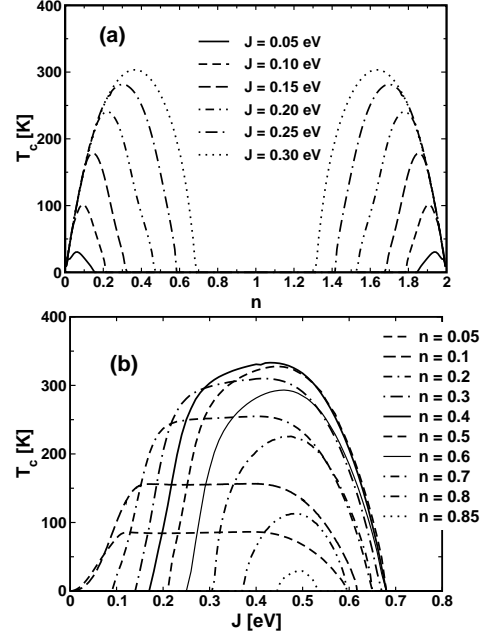 (a)
J = 0.05 eV
J = 0.10 eV
J = 0.15 eV
J = 0.20 eV
J = 0.25 eV
J = 0.30 eV
400
300
200
100
0
T_c [K]
0 0.2 0.4 0.6 0.8 1 1.2 1.4 1.6 1.8 2
n
(b)
n = 0.05
n = 0.1
n = 0.2
n = 0.3
n = 0.4
n = 0.5
n = 0.6
n = 0.7
n = 0.8
n = 0.85
400
300
200
100
0
T_c [K]
0 0.1 0.2 0.3 0.4 0.5 0.6 0.7 0.8
J [eV]